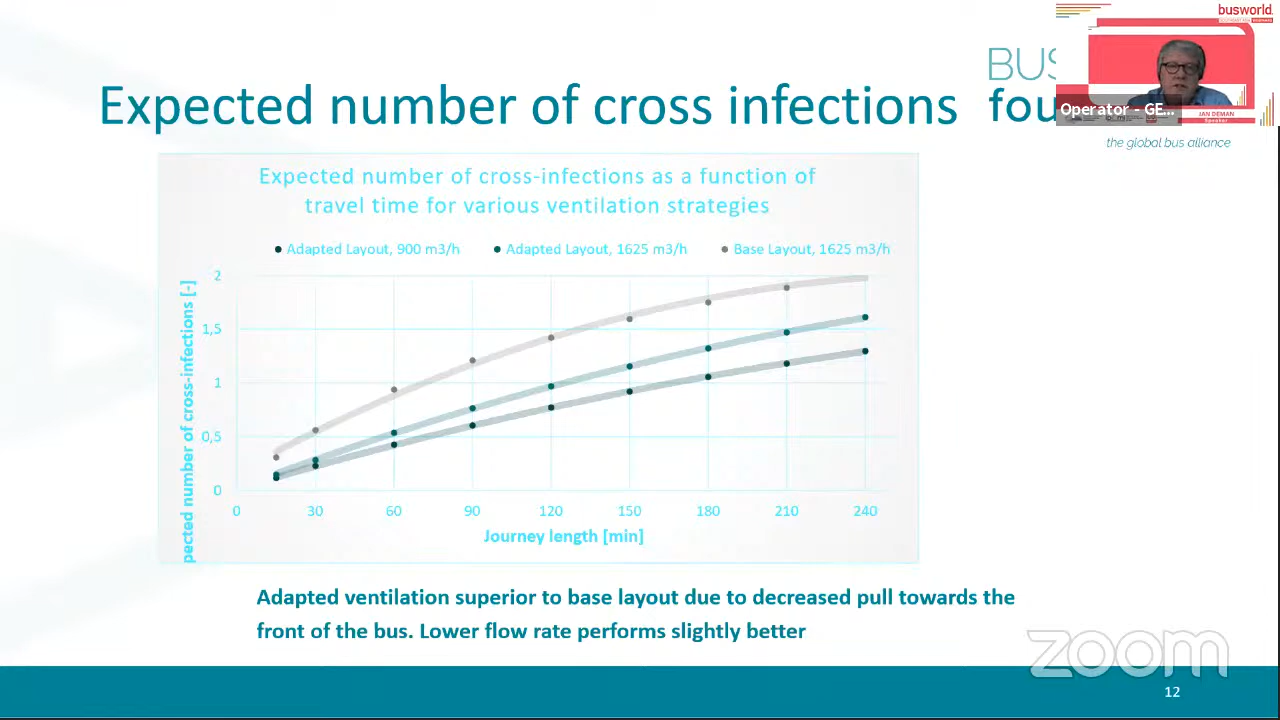 busworld.
BUS
Expected number of cross infections
fou
Operator - GE...
JAN DEMAN
Speaker
the global bus alliance
Expected number of cross-infections as a function of
travel time for various ventilation strategies
Adapted Layout, 900 m3/h
Adapted Layout, 1625 m3/h
Base Layout, 1625 m3/h
pected number of cross-infections [-]
2
1,5
1
0,5
0
0 30 60 90 120 150 180 210 240
Journey length [min]
Adapted ventilation superior to base layout due to decreased pull towards the
front of the bus. Lower flow rate performs slightly better
zoom
12